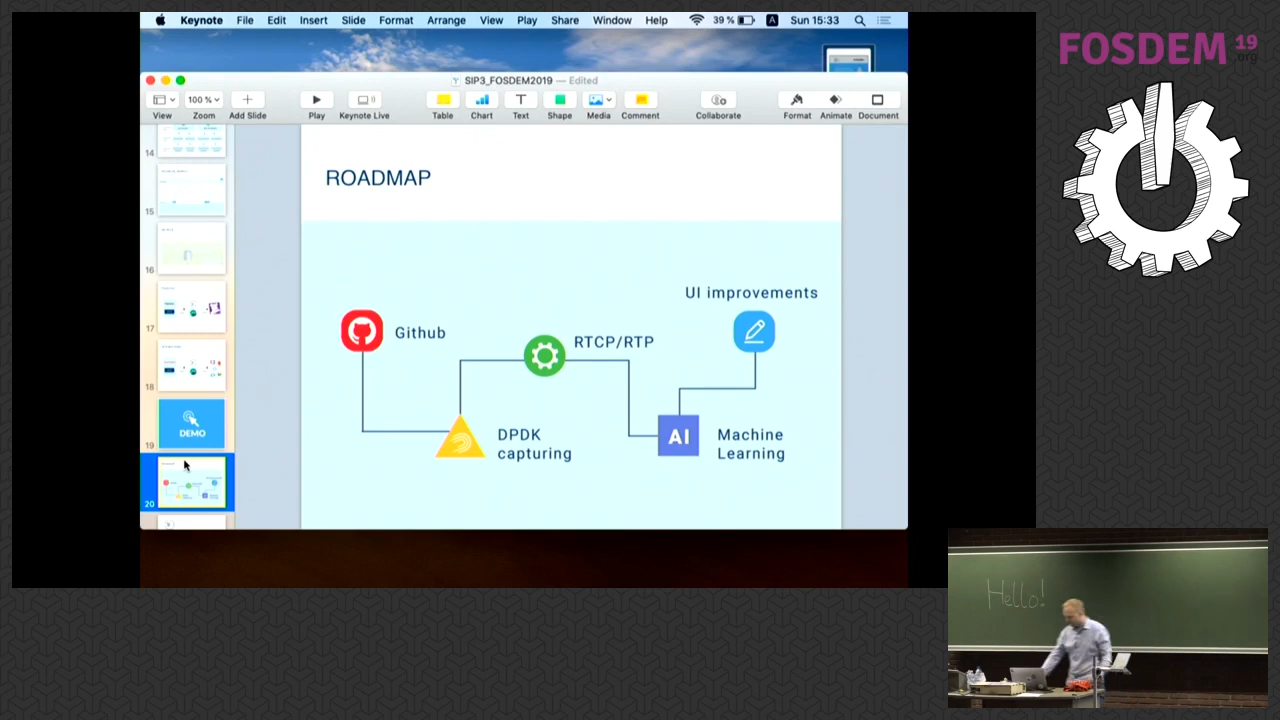 Keynote File Edit Insert Slide Format Arrange View Play Share Window Help 39 % A Sun 15:33
SIP3_FOSDEM2019 — Edited
100 %
View Zoom Add Slide Play Keynote Live Table Chart Text Shape Media Comment Collaborate Format Animate Document
14
15
16
17
18
DEMO
19
20
ROADMAP
UI improvements
Github
RTCP/RTP
AI
DPDK
capturing
Machine
Learning
FOSDEM 19
.org
Hello!